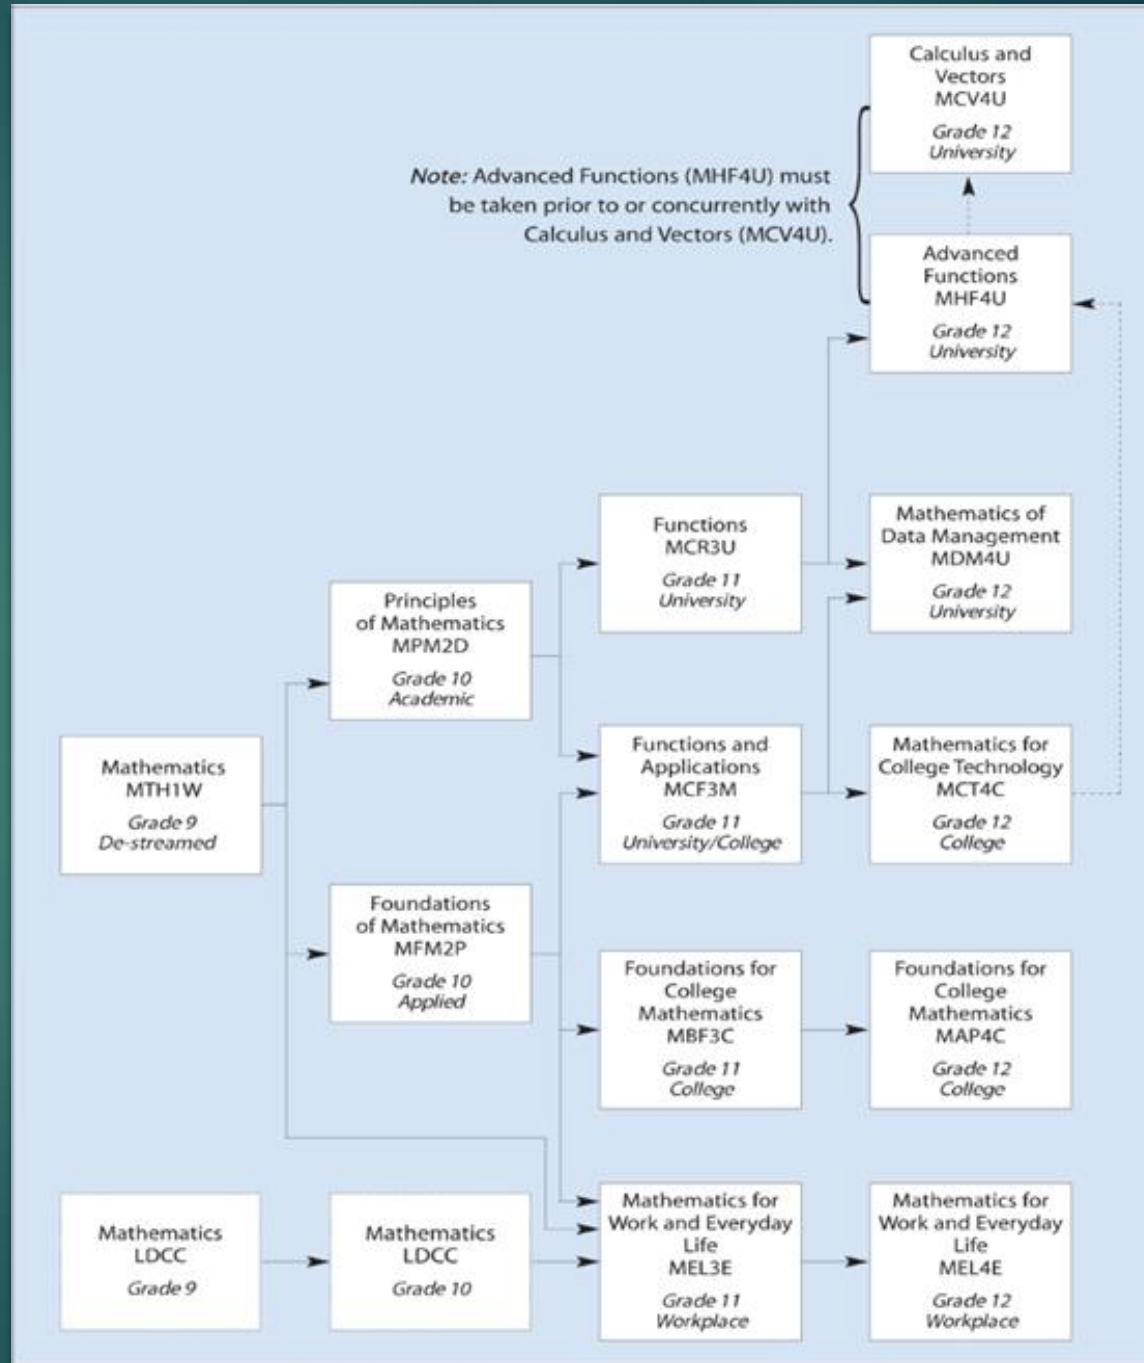 Calculus and
Vectors
MCV4U
Grade 12
University
Note: Advanced Functions (MHF4U) must
be taken prior to or concurrently with
Calculus and Vectors (MCV4U).
Advanced
Functions
MHF4U
Grade 12
University
Functions
MCR3U
Grade 11
University
Mathematics of
Data Management
MDM4U
Grade 12
University
Principles
of Mathematics
MPM2D
Grade 10
Academic
Mathematics
MTH1W
Grade 9
De-streamed
Functions and
Applications
MCF3M
Grade 11
University/College
Mathematics for
College Technology
MCT4C
Grade 12
College
Foundations
of Mathematics
MFM2P
Grade 10
Applied
Foundations for
College
Mathematics
MBF3C
Grade 11
College
Foundations for
College
Mathematics
MAP4C
Grade 12
College
Mathematics
LDCC
Grade 9
Mathematics
LDCC
Grade 10
Mathematics for
Work and Everyday
Life
MEL3E
Grade 11
Workplace
Mathematics for
Work and Everyday
Life
MEL4E
Grade 12
Workplace